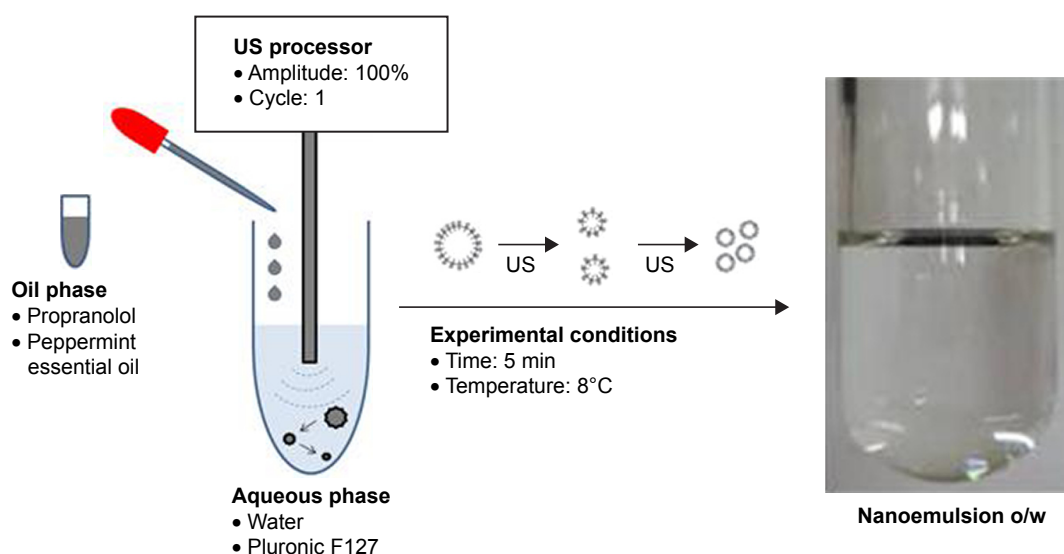 US processor
• Amplitude: 100%
• Cycle: 1
Oil phase
• Propranolol
• Peppermint
essential oil
US
US
Experimental conditions
• Time: 5 min
• Temperature: 8°C
Aqueous phase
• Water
• Pluronic F127
Nanoemulsion o/w